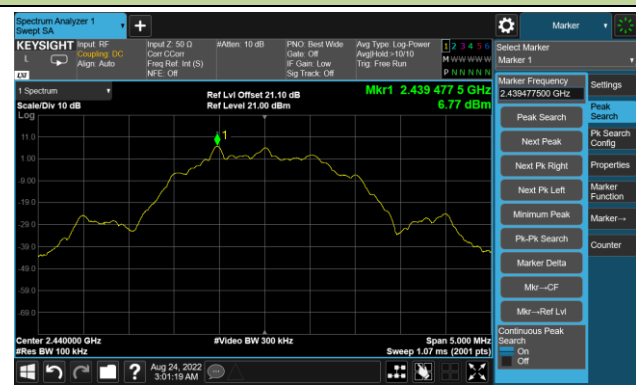 Spectrum Analyzer 1
Swept SA
Marker
KEYSIGHT
L
LXI
Input: RF
Coupling: DC
Align: Auto
Input Z: 50 Ω
Corr CCorr
Freq Ref: Int (S)
NFE: Off
#Atten: 10 dB
PNO: Best Wide
Gate: Off
IF Gain: Low
Sig Track: Off
Avg Type: Log-Power
Avg|Hold:>10/10
Trig: Free Run
1 2 3 4 5 6
M W W W W W
P N N N N N
Select Marker
Marker 1
1 Spectrum
Scale/Div 10 dB
Log
Ref Lvl Offset 21.10 dB
Ref Level 21.00 dBm
Mkr1 2.439 477 5 GHz
6.77 dBm
1
11.0
1.00
-9.00
-19.0
-29.0
-39.0
-49.0
-59.0
-69.0
Center 2.440000 GHz
#Res BW 100 kHz
#Video BW 300 kHz
Span 5.000 MHz
Sweep 1.07 ms (2001 pts)
Marker Frequency
2.439477500 GHz
Peak Search
Next Peak
Next Pk Right
Next Pk Left
Minimum Peak
Pk-Pk Search
Marker Delta
Mkr→CF
Mkr→Ref Lvl
Continuous Peak
Search
On
Off
Settings
Peak
Search
Pk Search
Config
Properties
Marker
Function
Marker→
Counter
?
Aug 24, 2022
3:01:19 AM